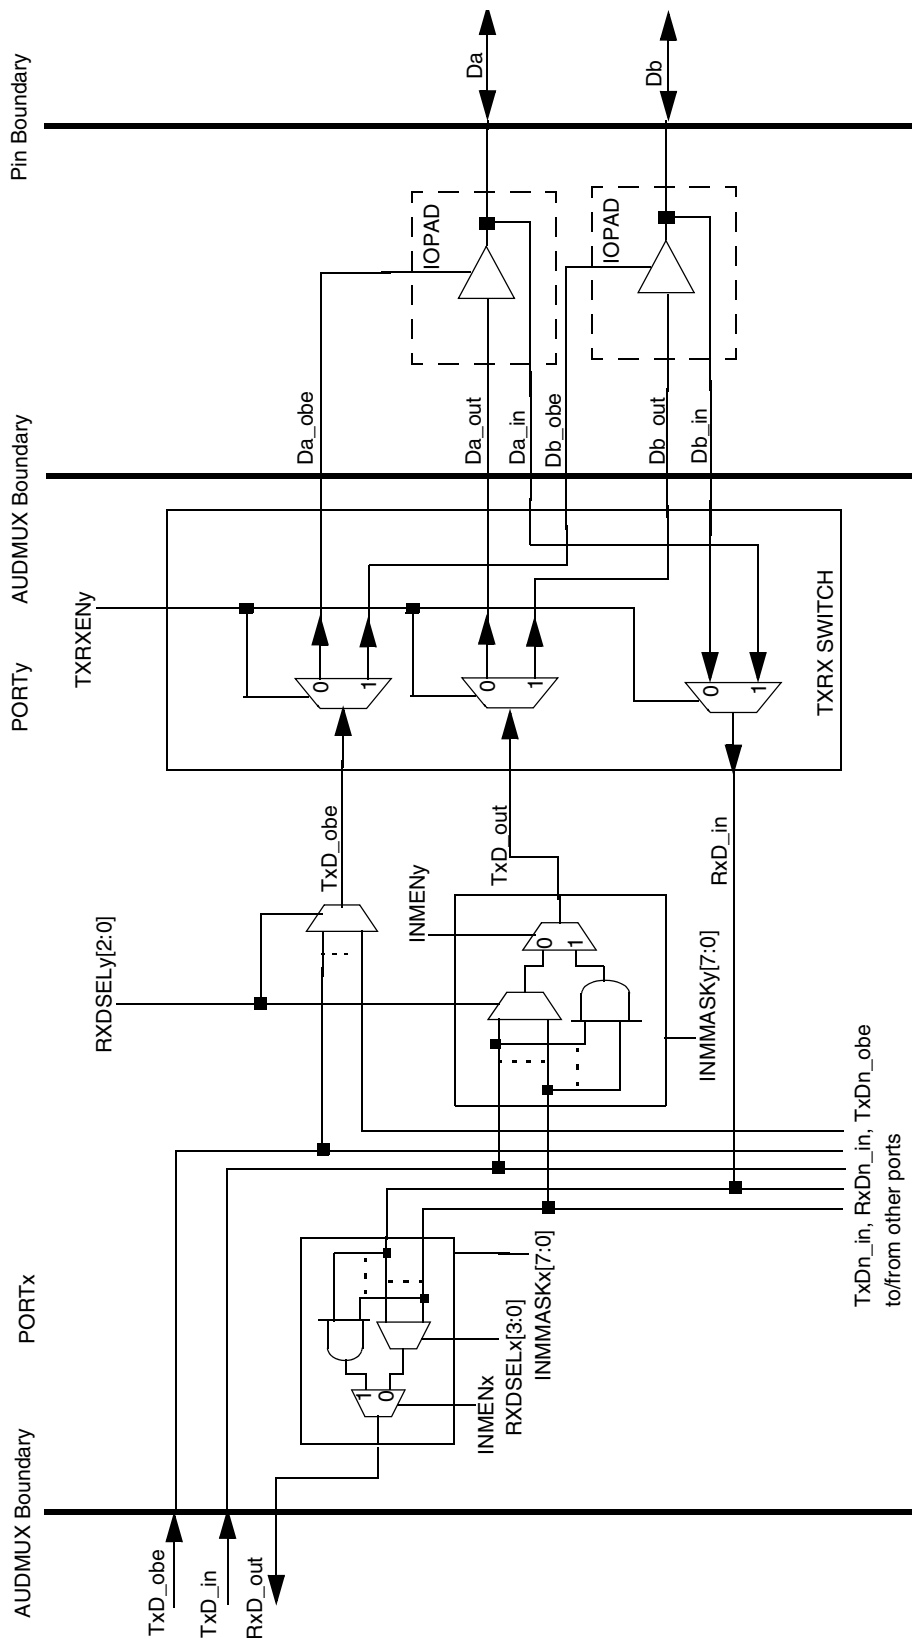 AUDMUX Boundary
PORTx
PORTy
AUDMUX Boundary
Pin Boundary
TXRXENy
RXDSELy[2:0]
TxD_obe
TxD_in
RxD_out
TxD_obe
Da_obe
0
1
INMENy
TxD_out
0
1
Da_out
Da_in
IOPAD
Da
0
1
Db_obe
Db_out
Db_in
IOPAD
Db
RxD_in
0
1
TXRX SWITCH
INMMASKy[7:0]
1
0
INMENx
RXDSELx[3:0]
INMMASKx[7:0]
TxDn_in, RxDn_in, TxDn_obe
to/from other ports